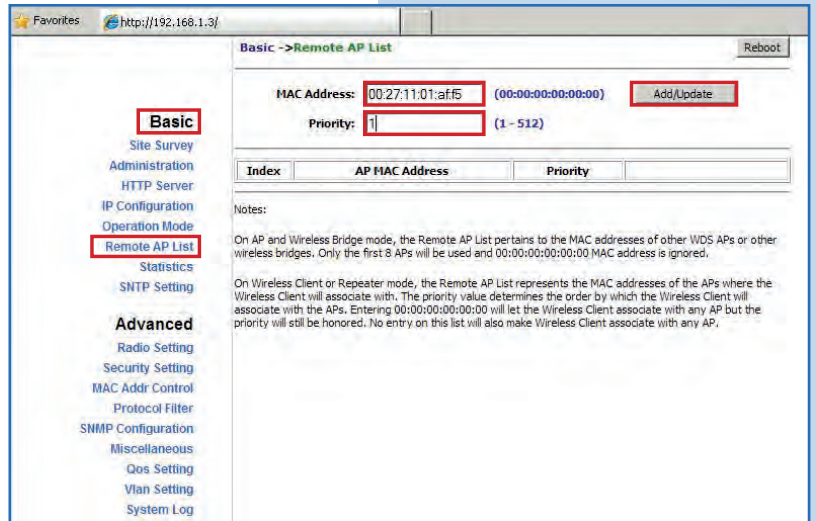 Favorites http://192.168.1.3/
Basic ->Remote AP List Reboot
MAC Address: 00:27:11:01:af:f5 (00:00:00:00:00:00) Add/Update
Priority: 1 (1 - 512)
Basic
Site Survey
Administration
HTTP Server
IP Configuration
Operation Mode
Remote AP List
Statistics
SNTP Setting
Advanced
Radio Setting
Security Setting
MAC Addr Control
Protocol Filter
SNMP Configuration
Miscellaneous
Qos Setting
Vlan Setting
System Log
Index AP MAC Address Priority
Notes:
On AP and Wireless Bridge mode, the Remote AP List pertains to the MAC addresses of other WDS APs or other
wireless bridges. Only the first 8 APs will be used and 00:00:00:00:00:00 MAC address is ignored.
On Wireless Client or Repeater mode, the Remote AP List represents the MAC addresses of the APs where the
Wireless Client will associate with. The priority value determines the order by which the Wireless Client will
associate with the APs. Entering 00:00:00:00:00:00 will let the Wireless Client associate with any AP but the
priority will still be honored. No entry on this list will also make Wireless Client associate with any AP.